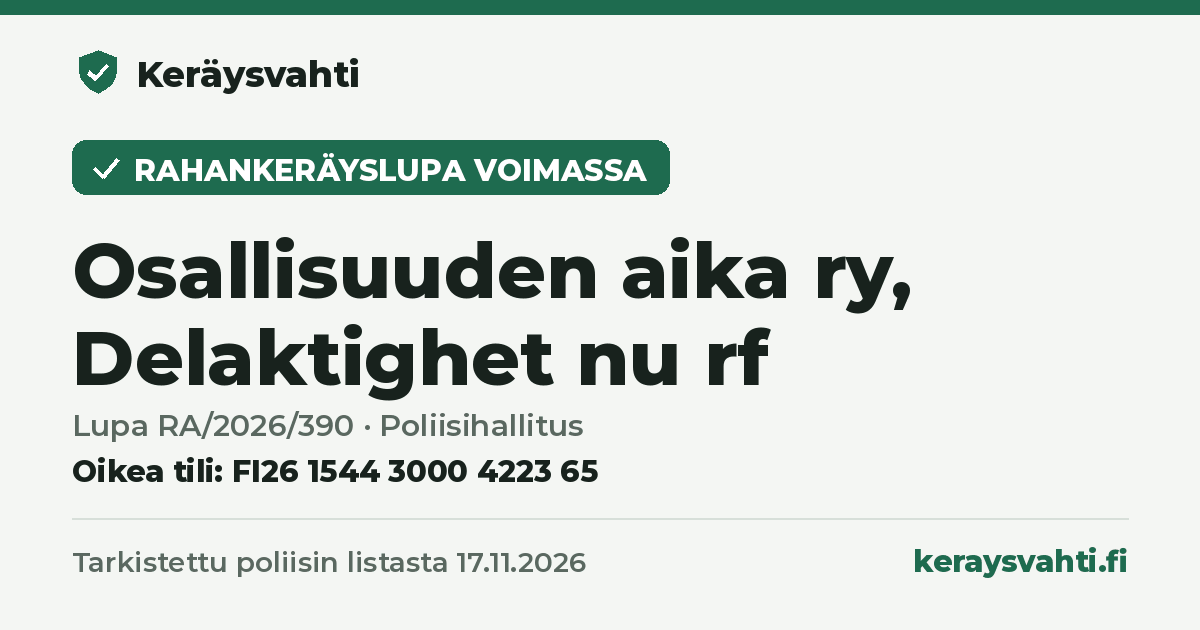 Keräysvahti
RAHANKERÄYSLUPA VOIMASSA
Osallisuuden aika ry,
Delaktighet nu rf
Lupa RA/2026/390 · Poliisihallitus
Oikea tili: FI26 1544 3000 4223 65
Tarkistettu poliisin listasta 17.11.2026
keraysvahti.fi